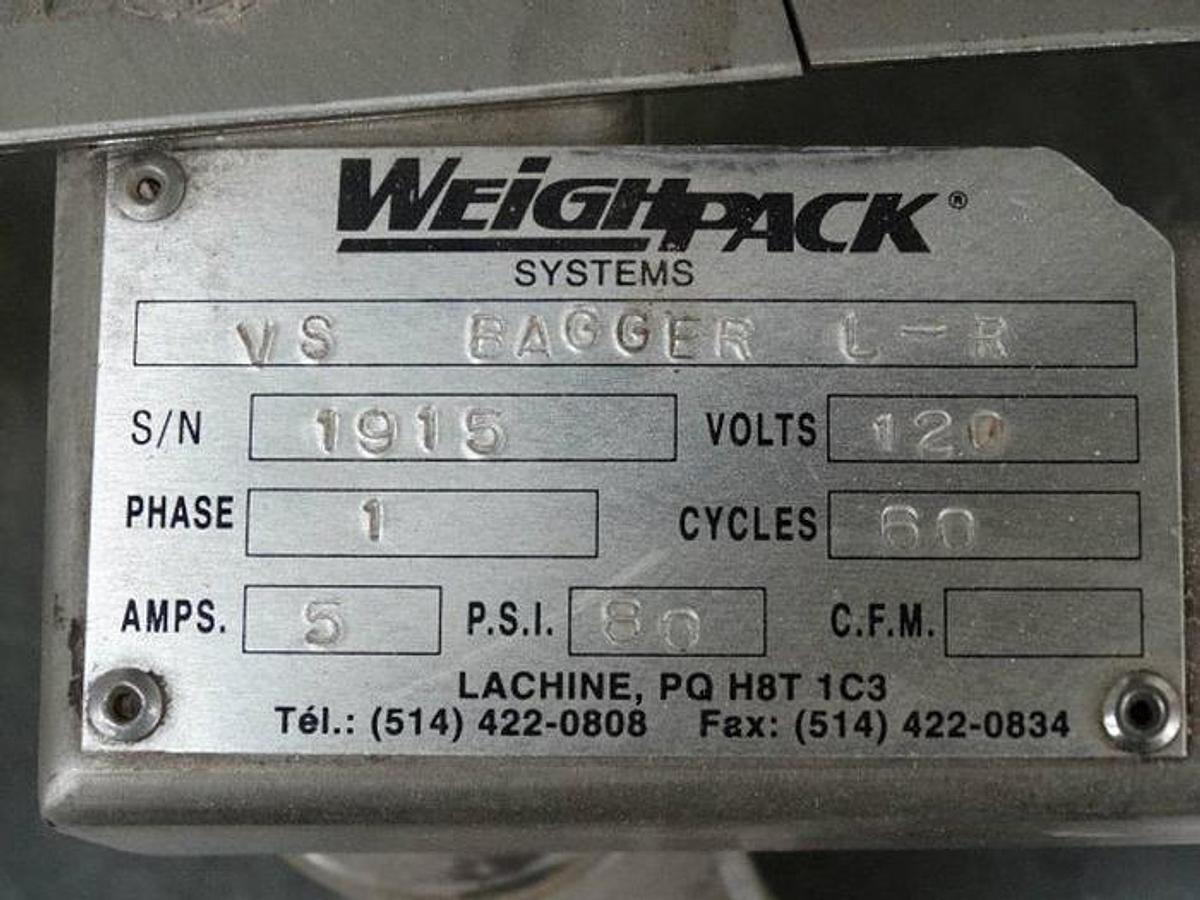 WEiGHPACK®
SYSTEMS
VS BAGGER L-R
S/N 1915 VOLTS 120
PHASE 1 CYCLES 60
AMPS. 5 P.S.I. 80 C.F.M.
LACHINE, PQ H8T 1C3
Tél.: (514) 422-0808 Fax: (514) 422-0834